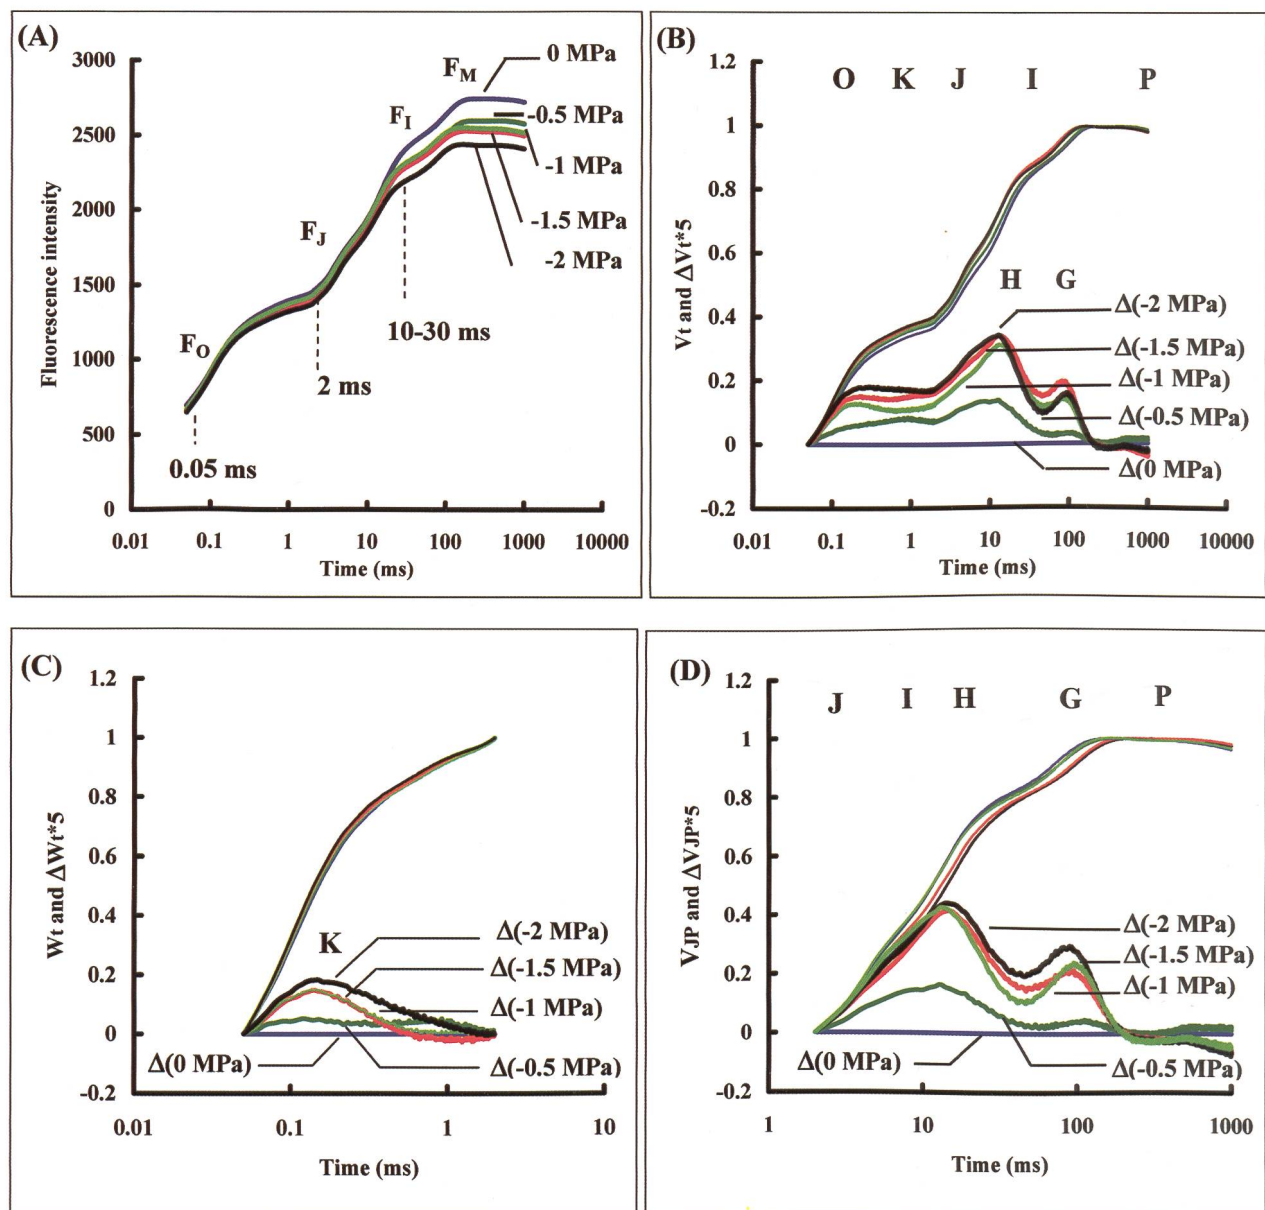 (A)
Fluorescence intensity
3000
2500
2000
1500
1000
500
0
0.01 0.1 1 10 100 1000 10000
Time (ms)
FO
FJ
FI
FM
0 MPa
-0.5 MPa
-1 MPa
-1.5 MPa
-2 MPa
10-30 ms
2 ms
0.05 ms
(B)
Vt and ΔVt*5
1.2
1
0.8
0.6
0.4
0.2
0
-0.2
0.01 0.1 1 10 100 1000 10000
Time (ms)
O K J I P
H G
Δ(-2 MPa)
Δ(-1.5 MPa)
Δ(-1 MPa)
Δ(-0.5 MPa)
Δ(0 MPa)
(C)
Wt and ΔWt*5
1.2
1
0.8
0.6
0.4
0.2
0
-0.2
0.01 0.1 1 10
Time (ms)
K
Δ(-2 MPa)
Δ(-1.5 MPa)
Δ(-1 MPa)
Δ(0 MPa)
Δ(-0.5 MPa)
(D)
VJP and ΔVJP*5
1.2
1
0.8
0.6
0.4
0.2
0
-0.2
1 10 100 1000
Time (ms)
J I H G P
Δ(-2 MPa)
Δ(-1.5 MPa)
Δ(-1 MPa)
Δ(0 MPa)
Δ(-0.5 MPa)